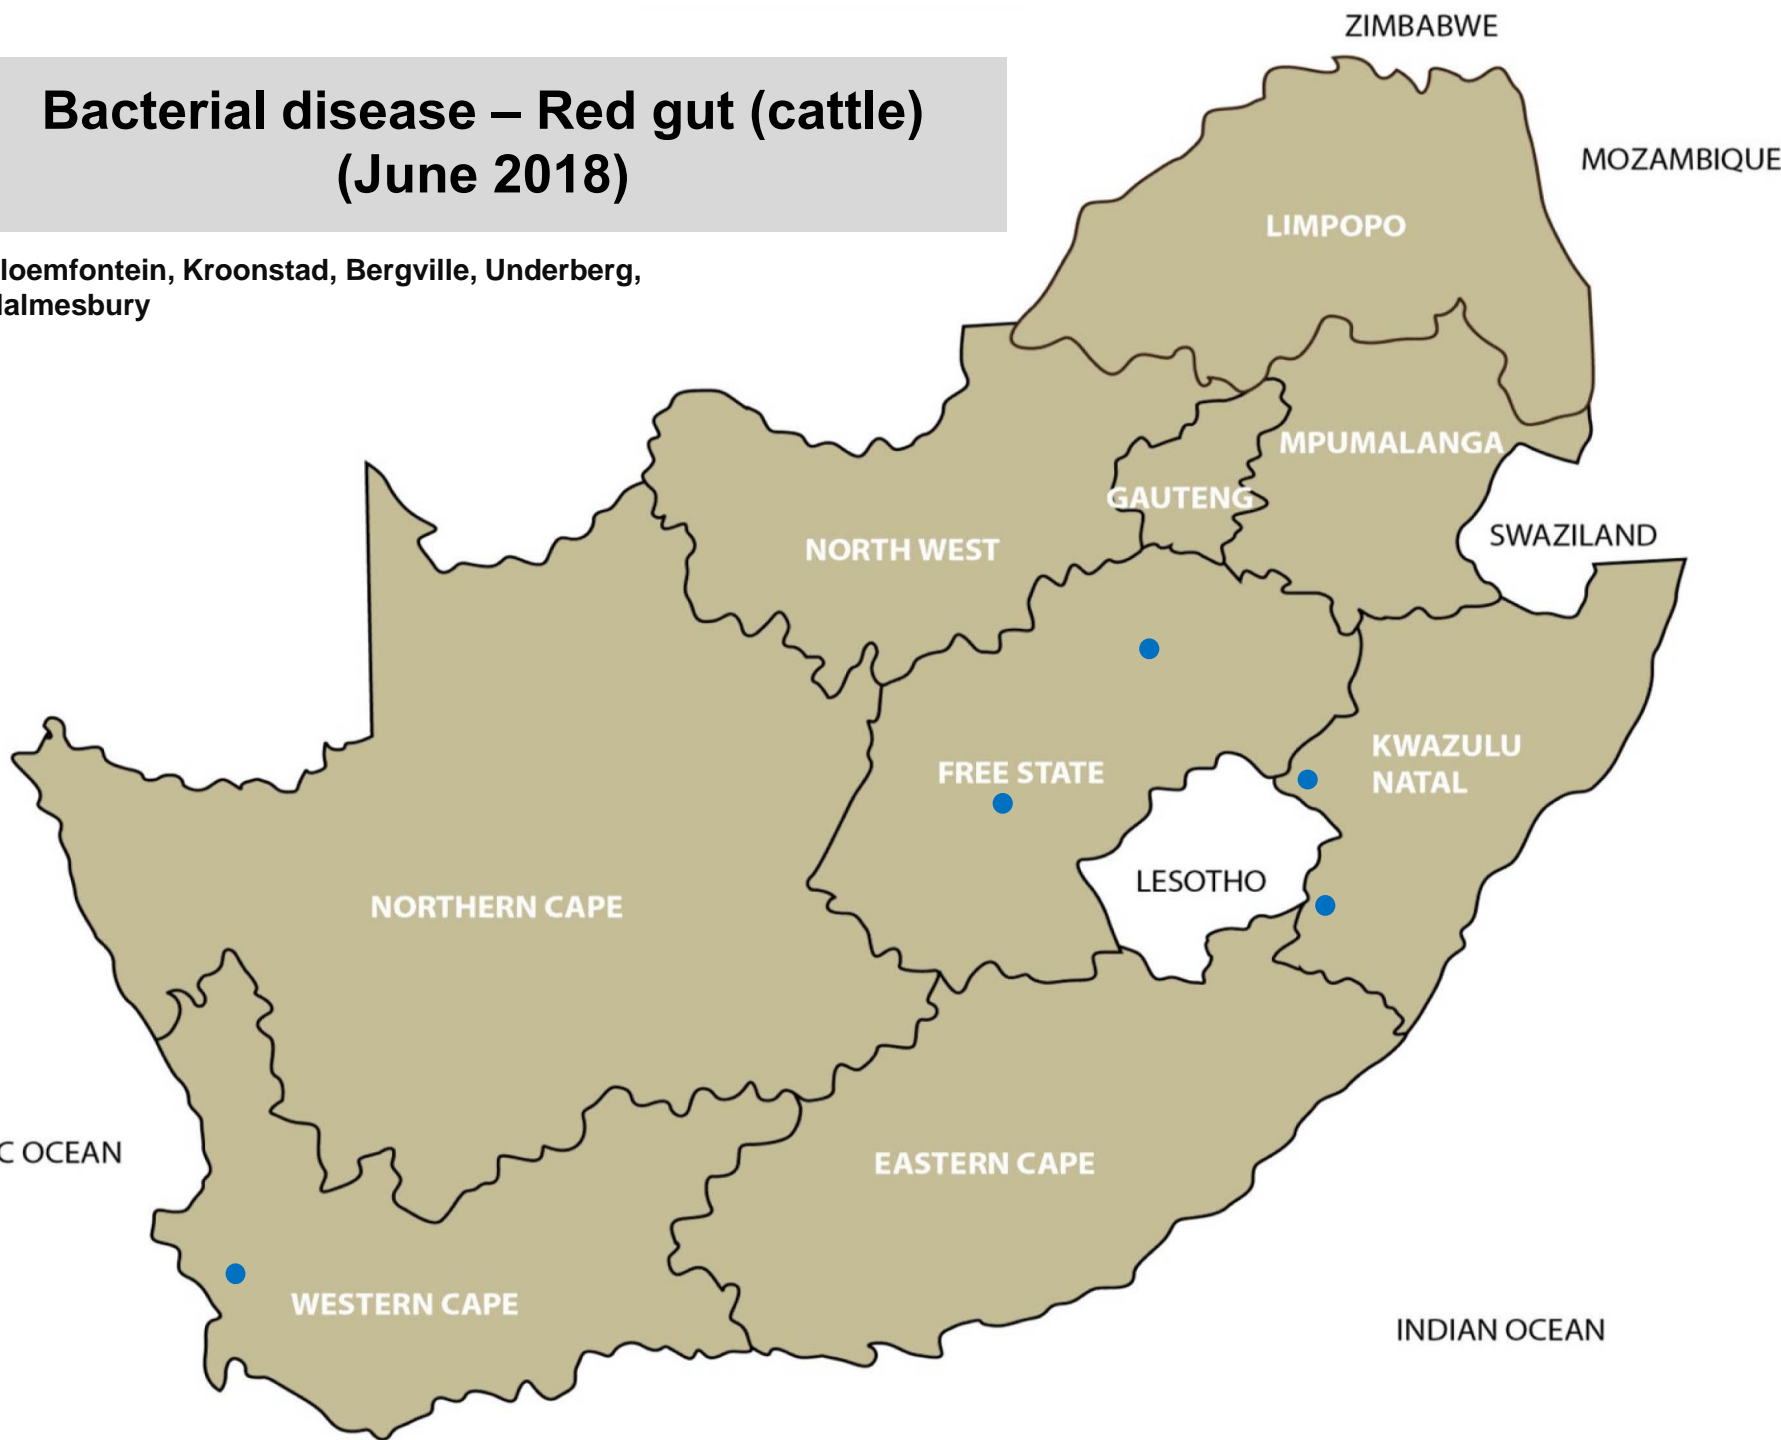 ZIMBABWE
Bacterial disease – Red gut (cattle)
(June 2018)
MOZAMBIQUE
LIMPOPO
loemfontein, Kroonstad, Bergville, Underberg,
lalmesbury
MPUMALANGA
GAUTENG
SWAZILAND
NORTH WEST
KWAZULU
NATAL
FREE STATE
LESOTHO
NORTHERN CAPE
C OCEAN
EASTERN CAPE
WESTERN CAPE
INDIAN OCEAN